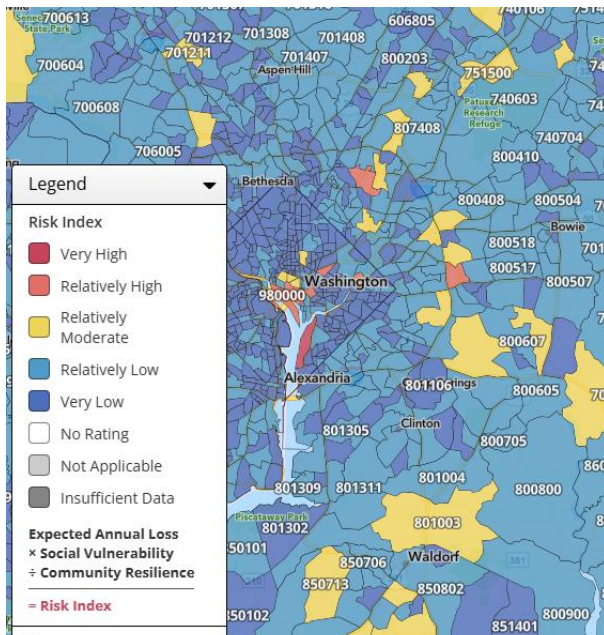 700613
State Park
701212
701308
701408
606805
740106
701211
701407
800203
Aspen Hill
700604
751500
740603
Patuxent
Research
Refuge
700608
807408
740704
706005
800410
Legend
Bethesda
800408
800504
Bowie
Risk Index
800518
Very High
800517
800507
Relatively High
980000
Washington
Relatively
Moderate
800607
Relatively Low
Alexandria
801106
800605
Very Low
Clinton
No Rating
801305
800705
Not Applicable
801004
Insufficient Data
801309
801311
800800
Piscataway Park
801302
801003
Expected Annual Loss
× Social Vulnerability
÷ Community Resilience
850101
850706
Waldorf
381
= Risk Index
850713
850802
850102
851401
800900